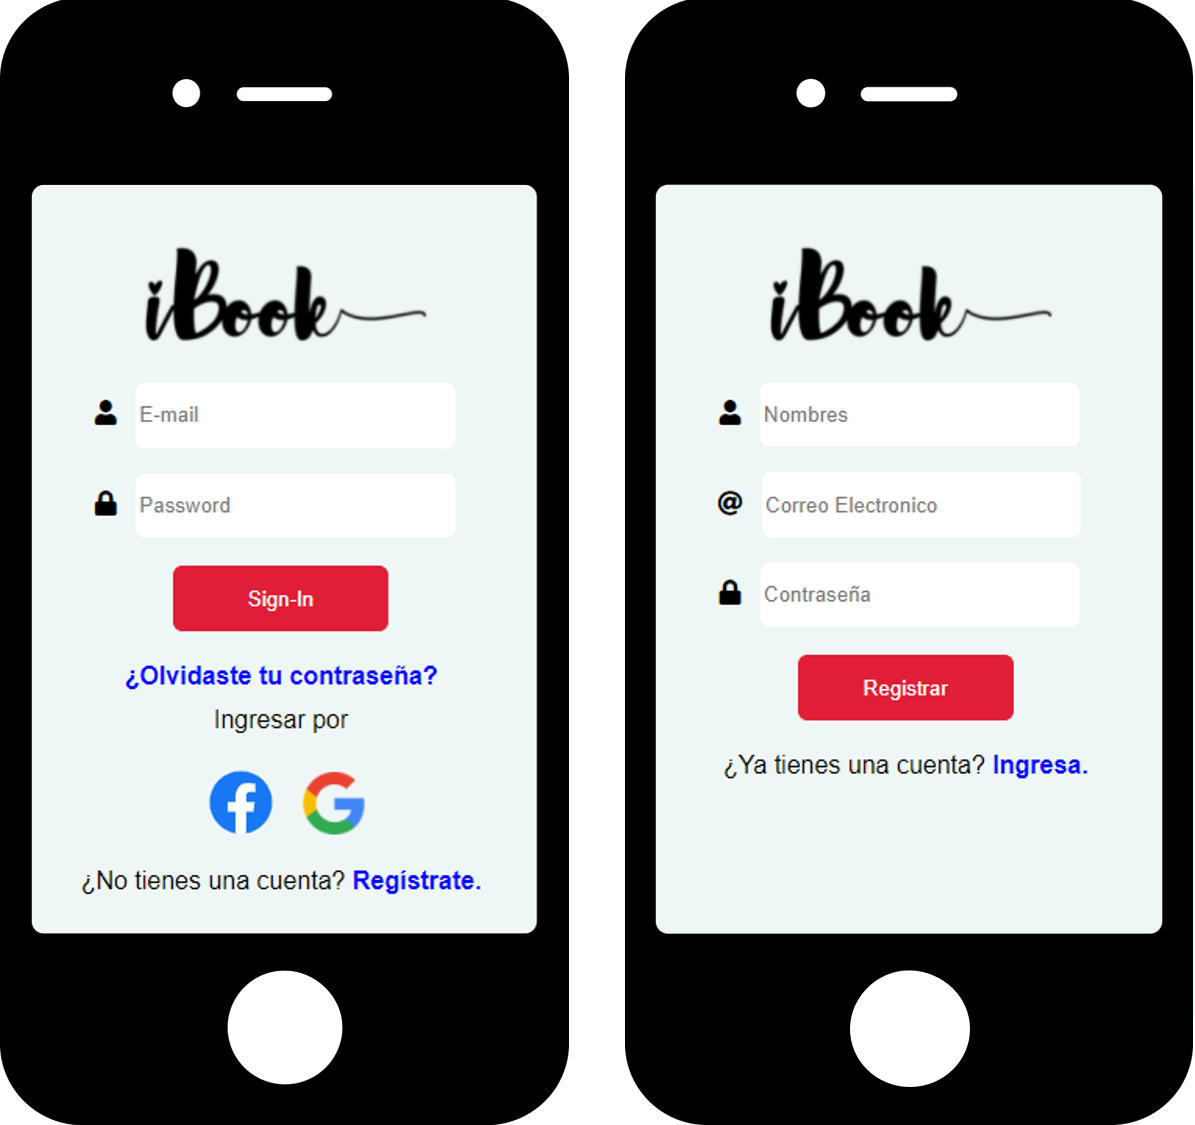 iBook
E-mail
Password
Sign-In
¿Olvidaste tu contraseña?
Ingresar por
¿No tienes una cuenta? Regístrate.
iBook
Nombres
@
Correo Electronico
Contraseña
Registrar
¿Ya tienes una cuenta? Ingresa.